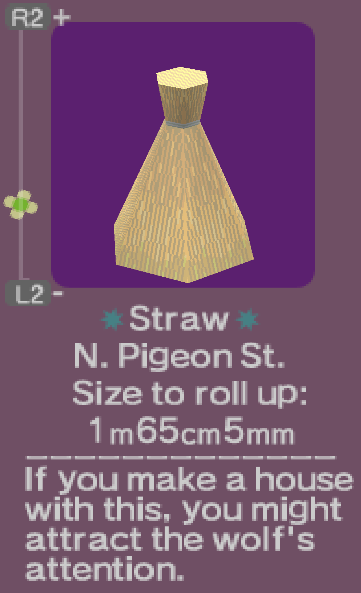 R2 +
L2 -
Straw
N. Pigeon St.
Size to roll up:
1m65cm5mm
If you make a house
with this, you might
attract the wolf's
attention.